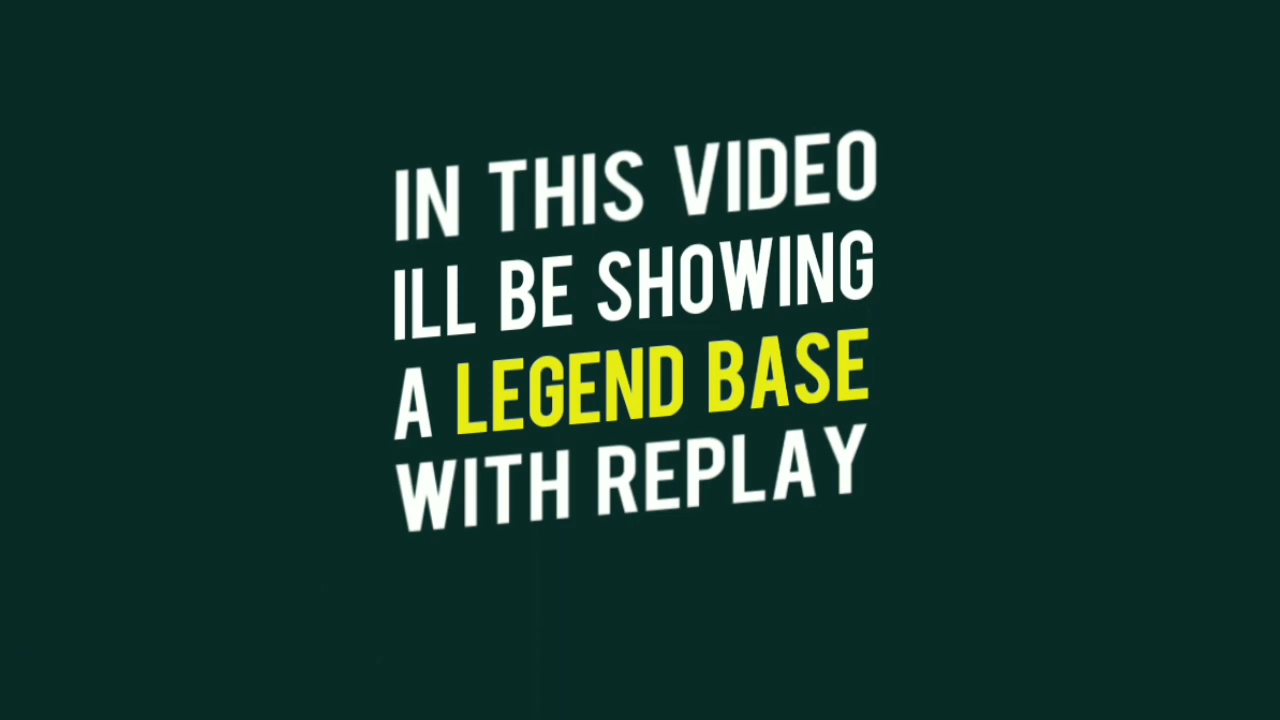 IN THIS VIDEO
ILL BE SHOWING
A LEGEND BASE
WITH REPLAY